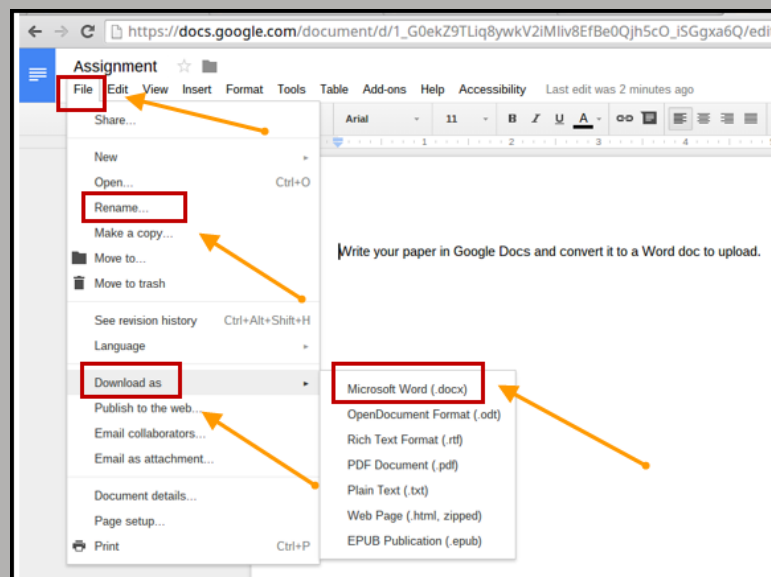 https://docs.google.com/document/d/1_G0ekZ9TLiq8ywkV2iMliv8EfBe0Qjh5cO_iSGgxa6Q/edi
Assignment
File Edit View Insert Format Tools Table Add-ons Help Accessibility Last edit was 2 minutes ago
Arial 11 B I U A
1 2 3 4
Share...
New
Open... Ctrl+O
Rename...
Make a copy...
Move to...
Move to trash
See revision history Ctrl+Alt+Shift+H
Language
Download as
Publish to the web...
Email collaborators...
Email as attachment...
Document details...
Page setup...
Print Ctrl+P
Write your paper in Google Docs and convert it to a Word doc to upload.
Microsoft Word (.docx)
OpenDocument Format (.odt)
Rich Text Format (.rtf)
PDF Document (.pdf)
Plain Text (.txt)
Web Page (.html, zipped)
EPUB Publication (.epub)